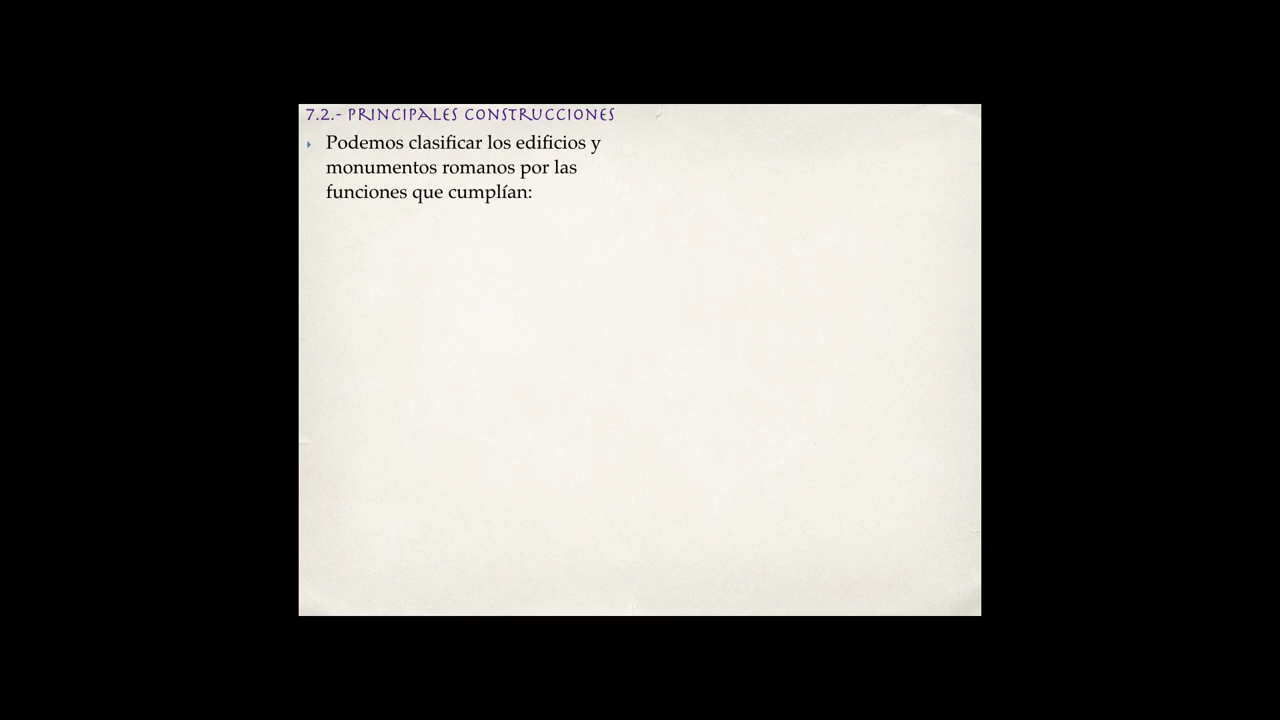 7.2.- PRINCIPALES CONSTRUCCIONES
Podemos clasificar los edificios y
monumentos romanos por las
funciones que cumplían: